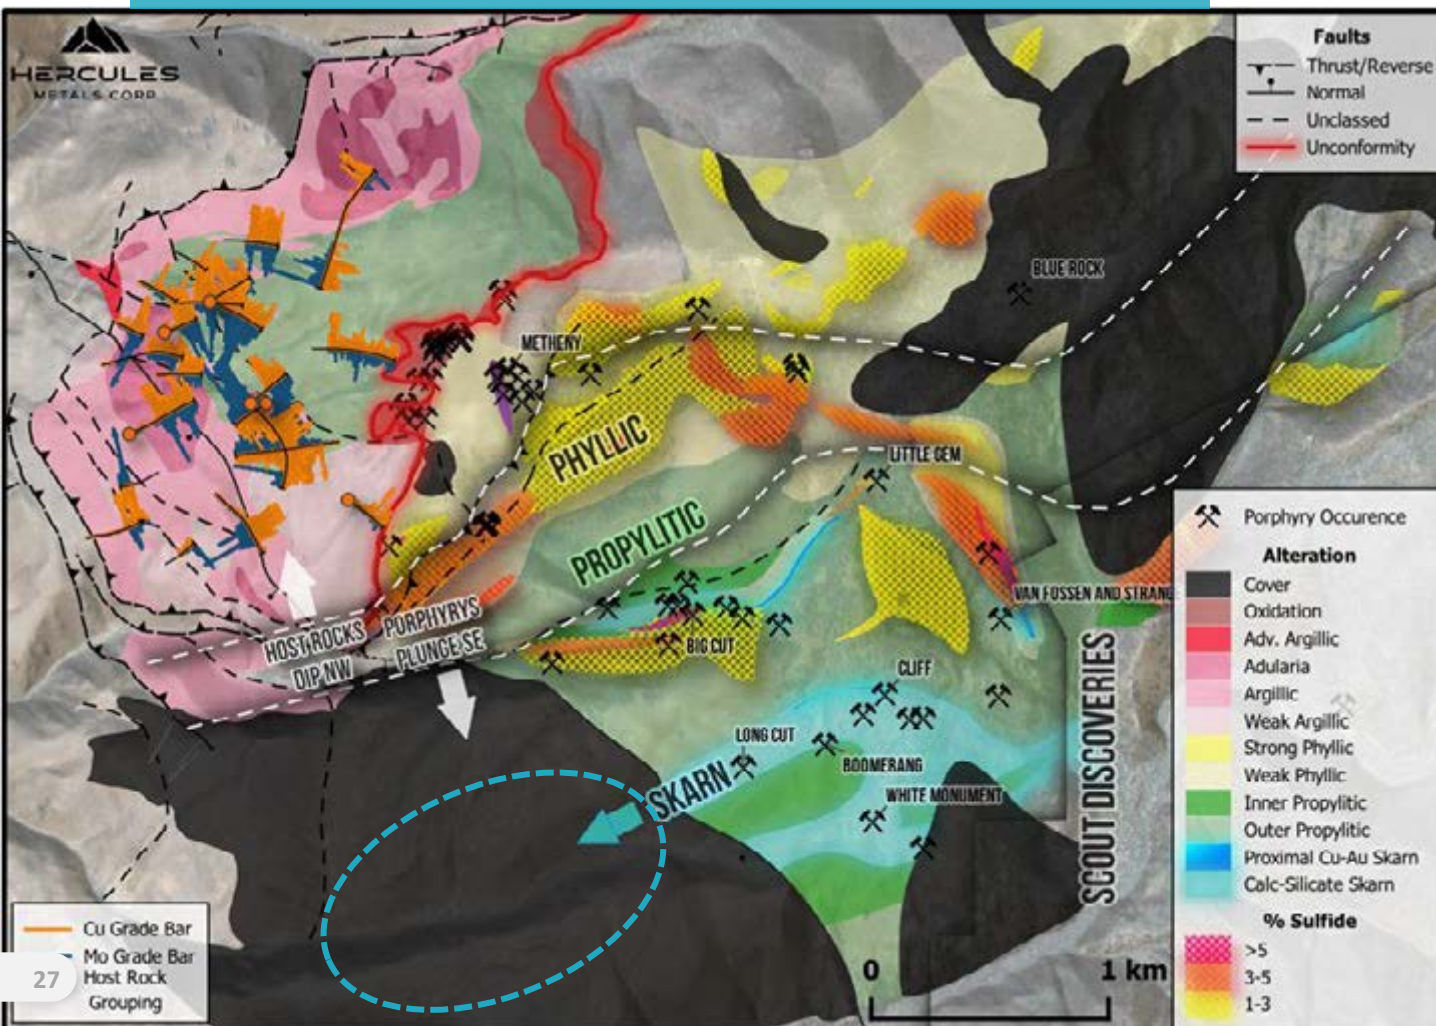 HERCULES
METALS CORP
Faults
Thrust/Reverse
Normal
Unclassed
Unconformity
BLUE ROCK
METHENY
PHYLLIC
LITTLE GEM
PROPYLITIC
Porphyry Occurence
Alteration
Cover
Oxidation
Adv. Argillic
Adularia
Argillic
Weak Argillic
Strong Phyllic
Weak Phyllic
Inner Propylitic
Outer Propylitic
Proximal Cu-Au Skarn
Calc-Silicate Skarn
% Sulfide
>5
3-5
1-3
VAN FOSSEN AND STRANG
HOST ROCKS
DIP NW
PORPHYRYS
PLUNGE SE
BIG CUT
CLIFF
LONG CUT
BOOMERANG
SKARN
WHITE MONUMENT
SCOUT DISCOVERIES
Cu Grade Bar
Mo Grade Bar
Host Rock
Grouping
27
0 1 km